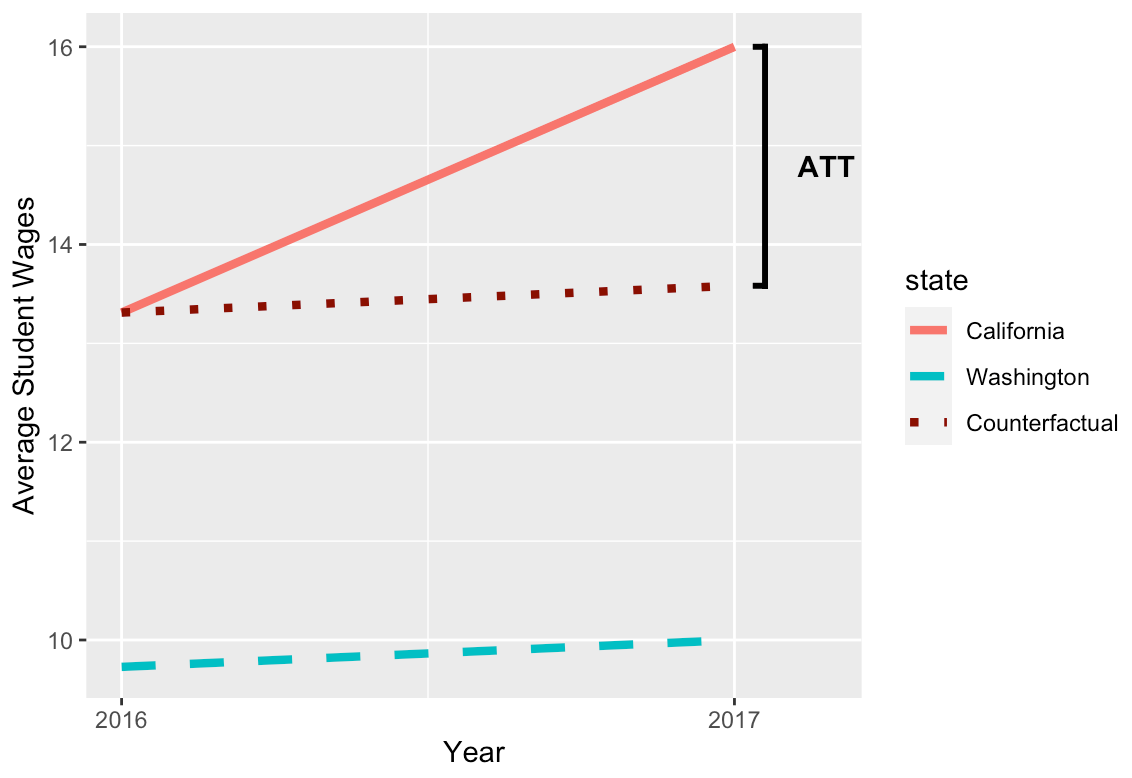 16
14
12
10
Average Student Wages
2016
2017
Year
ATT
state
California
Washington
Counterfactual